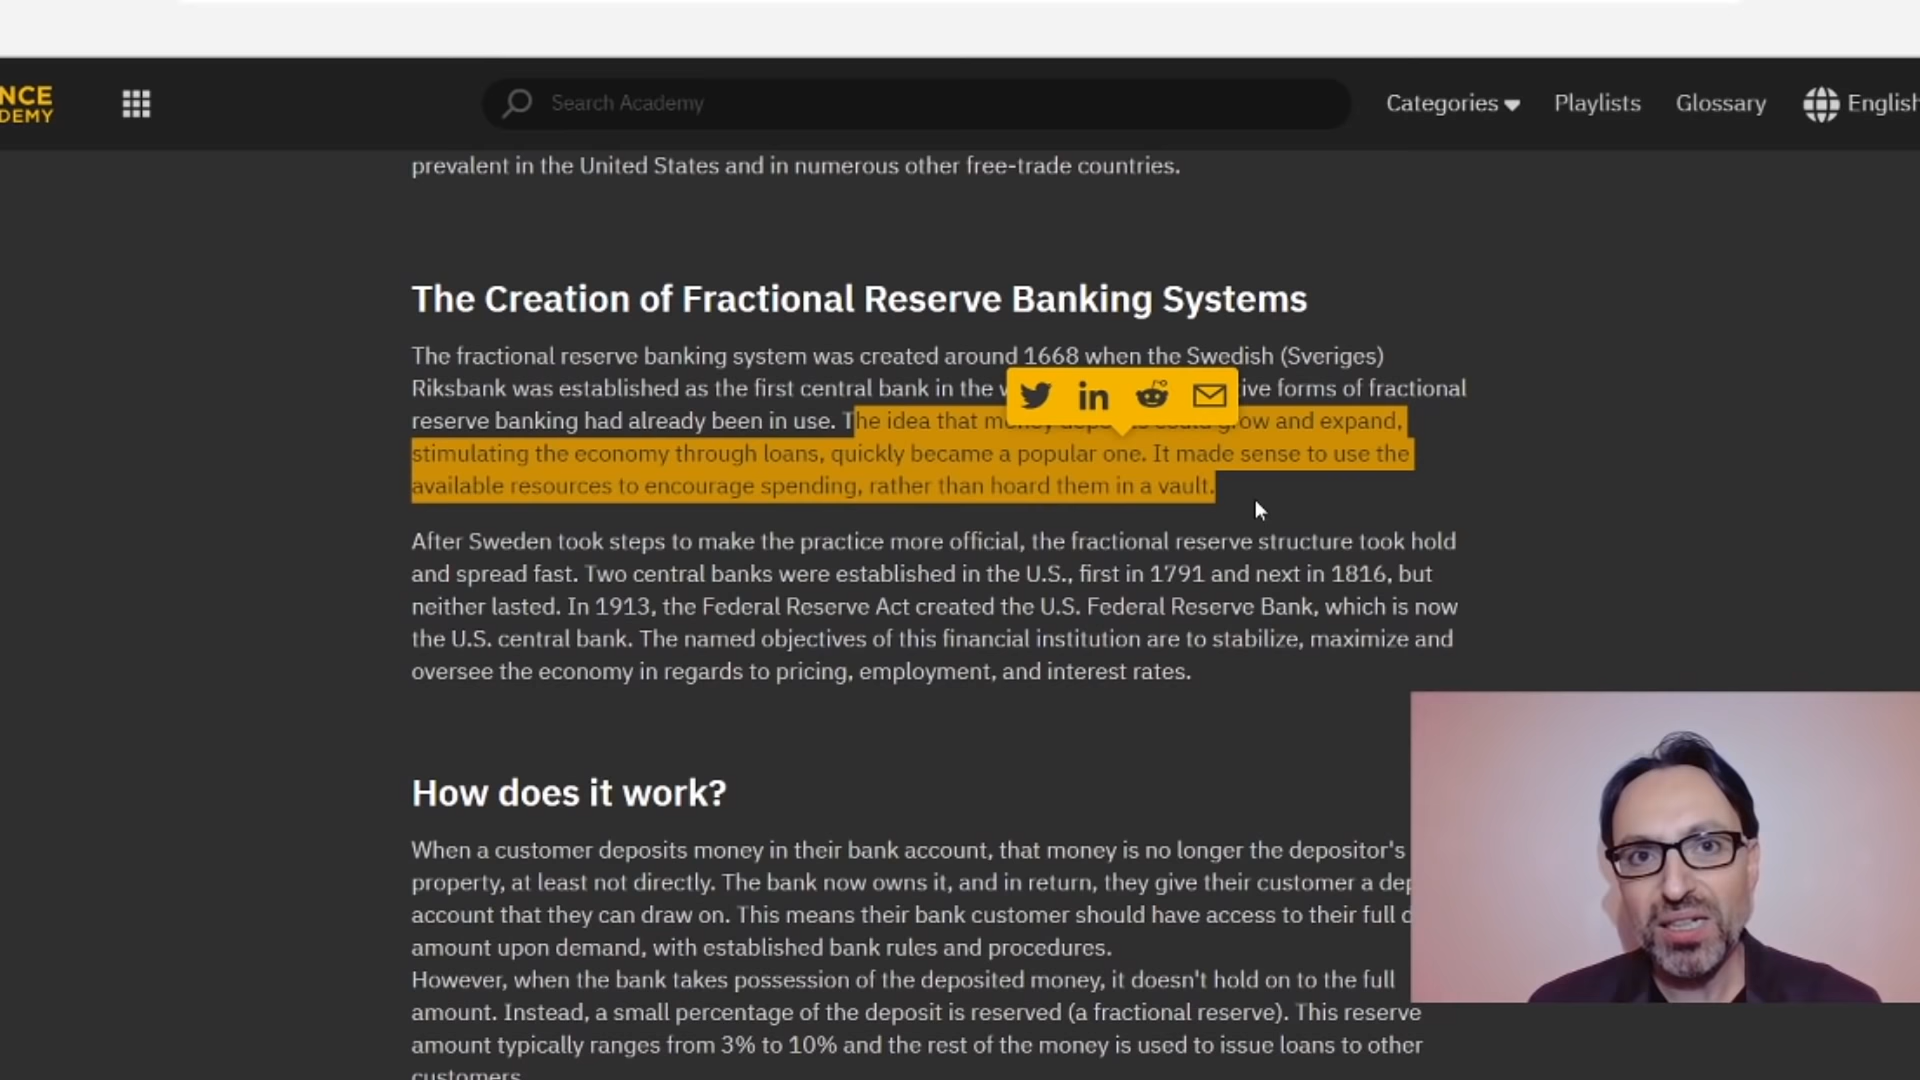 NCE
DEMY
Search Academy
Categories
Playlists
Glossary
English
prevalent in the United States and in numerous other free-trade countries.
The Creation of Fractional Reserve Banking Systems
The fractional reserve banking system was created around 1668 when the Swedish (Sveriges)
Riksbank was established as the first central bank in the ive forms of fractional
in
reserve banking had already been in use. The idea that money could grow and expand,
stimulating the economy through loans, quickly became a popular one. It made sense to use the
available resources to encourage spending, rather than hoard them in a vault.
After Sweden took steps to make the practice more official, the fractional reserve structure took hold
and spread fast. Two central banks were established in the U.S., first in 1791 and next in 1816, but
neither lasted. In 1913, the Federal Reserve Act created the U.S. Federal Reserve Bank, which is now
the U.S. central bank. The named objectives of this financial institution are to stabilize, maximize and
oversee the economy in regards to pricing, employment, and interest rates.
How does it work?
When a customer deposits money in their bank account, that money is no longer the depositor's
property, at least not directly. The bank now owns it, and in return, they give their customer a dep
account that they can draw on. This means their bank customer should have access to their full d
amount upon demand, with established bank rules and procedures.
However, when the bank takes possession of the deposited money, it doesn't hold on to the full
amount. Instead, a small percentage of the deposit is reserved (a fractional reserve). This reserve
amount typically ranges from 3% to 10% and the rest of the money is used to issue loans to other
customers.